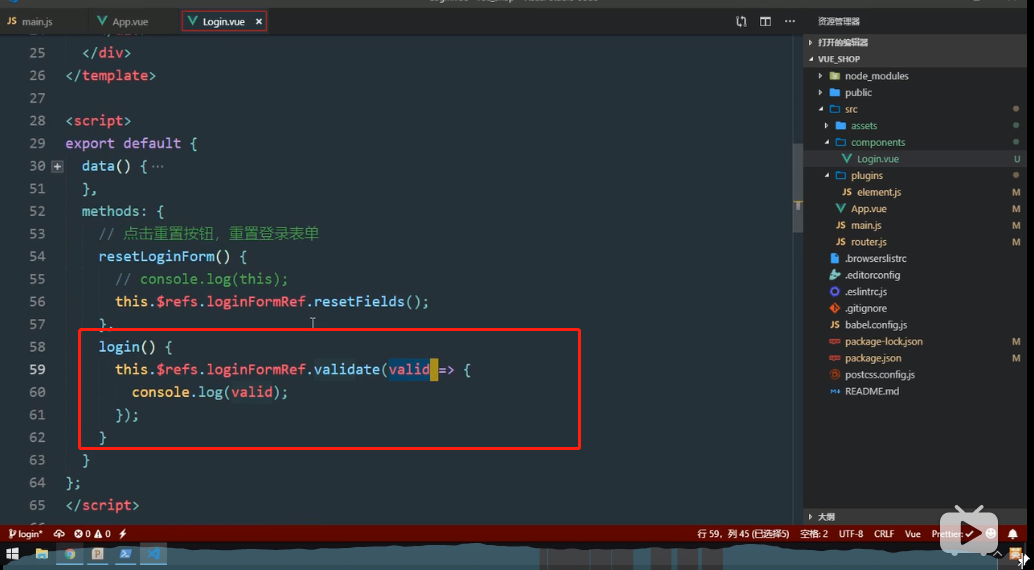 main.js
App.vue
Login.vue
资源管理器
打开的编辑器
VUE_SHOP
node_modules
public
src
assets
components
Login.vue U
plugins
element.js M
App.vue M
main.js M
router.js M
.browserslistrc
.editorconfig
.eslintrc.js
.gitignore
babel.config.js
package-lock.json M
package.json M
postcss.config.js
README.md
大纲
25 </div>
26 </template>
27
28 <script>
29 export default {
30 data() { ···
51 },
52 methods: {
53 // 点击重置按钮，重置登录表单
54 resetLoginForm() {
55 // console.log(this);
56 this.$refs.loginFormRef.resetFields();
57 },
58 login() {
59 this.$refs.loginFormRef.validate(valid => {
60 console.log(valid);
61 });
62 }
63 }
64 };
65 </script>
login* 0 0 行 59，列 45 (已选择5) 空格: 2 UTF-8 CRLF Vue Prettier: ✓